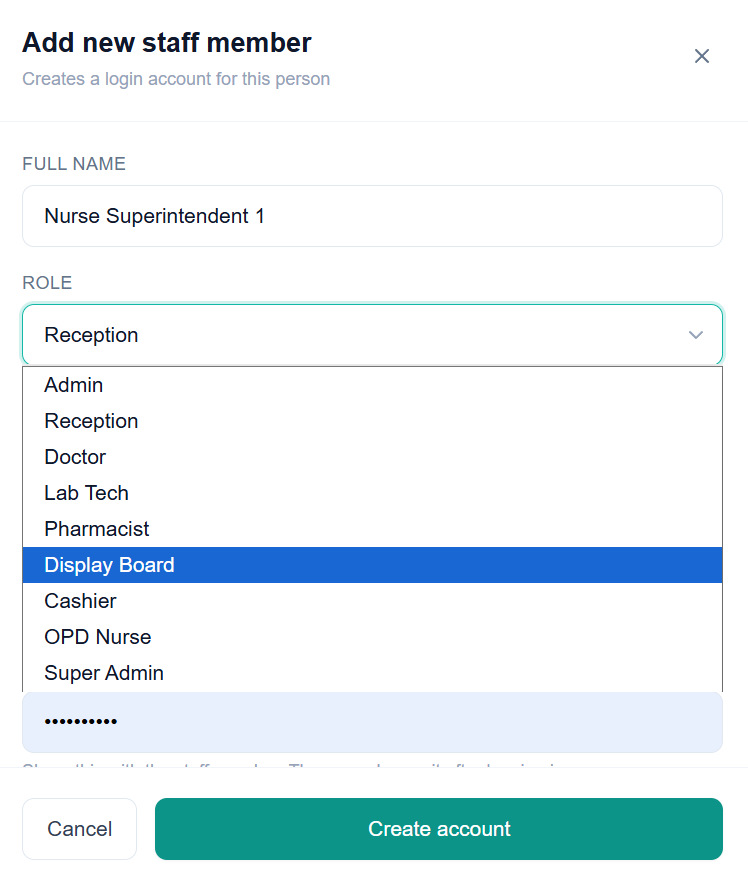 Add new staff member
Creates a login account for this person
FULL NAME
Nurse Superintendent 1
ROLE
Reception
Admin
Reception
Doctor
Lab Tech
Pharmacist
Display Board
Cashier
OPD Nurse
Super Admin
••••••••••
Cancel
Create account